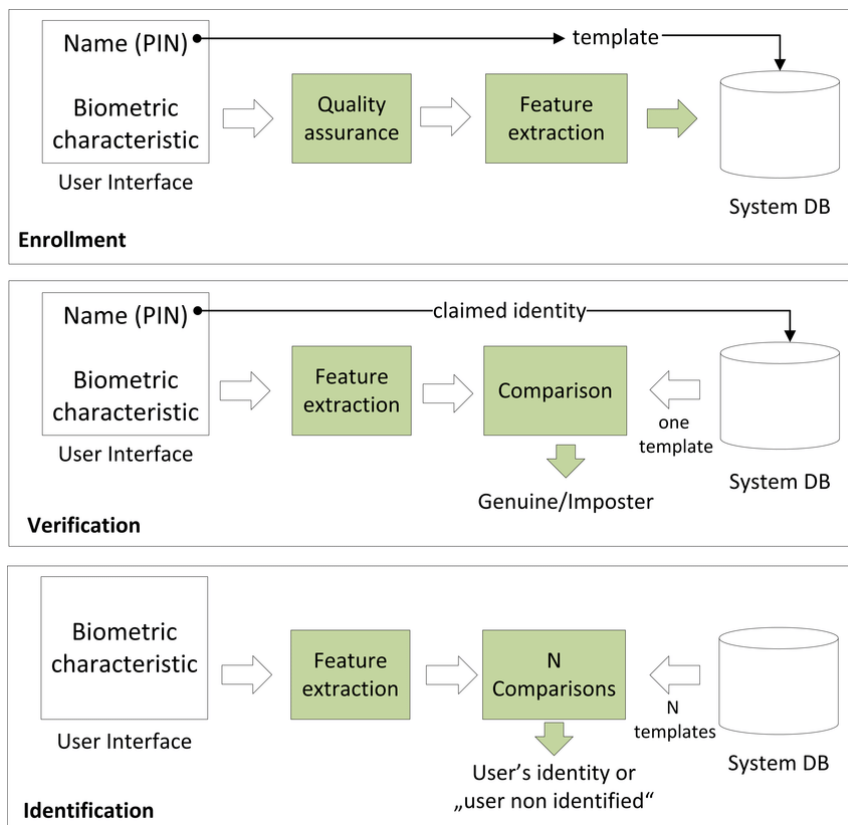 Name (PIN)
template
Biometric
characteristic
Quality
assurance
Feature
extraction
User Interface
System DB
Enrollment
Name (PIN)
claimed identity
Biometric
characteristic
Feature
extraction
Comparison
one
template
User Interface
System DB
Genuine/Imposter
Verification
Biometric
characteristic
Feature
extraction
N
Comparisons
N
templates
User Interface
System DB
User's identity or
„user non identified“
Identification